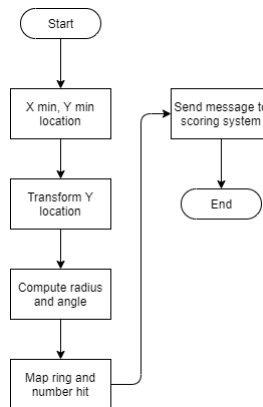 Start
X min, Y min
location
Transform Y
location
Compute radius
and angle
Map ring and
number hit
Send message to
scoring system
End